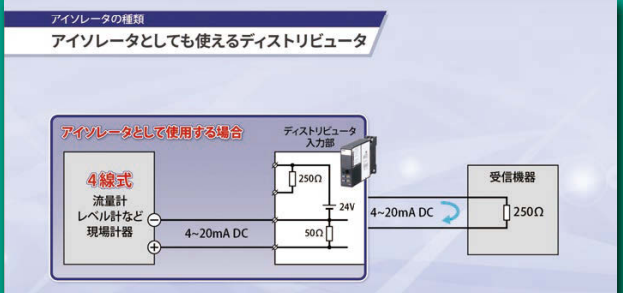 アイソレータの種類
アイソレータとしても使えるディストリビュータ
アイソレータとして使用する場合
ディストリビュータ
入力部
4線式
流量計
レベル計など
現場計器
250Ω
24V
50Ω
4~20mA DC
4~20mA DC
受信機器
250Ω